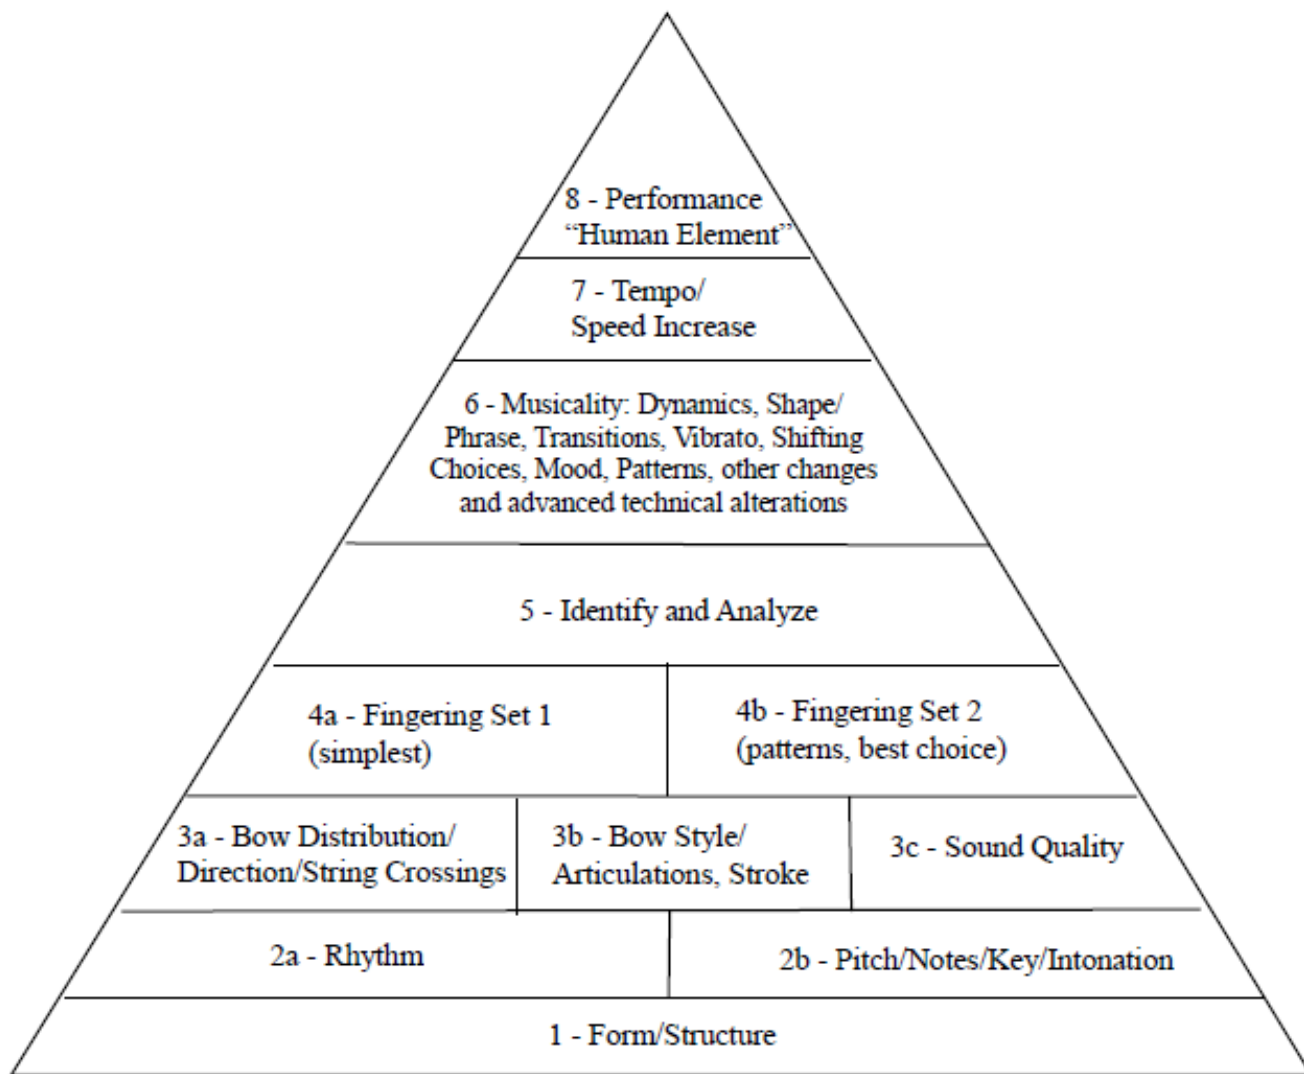 8 - Performance
“Human Element”
7 - Tempo/
Speed Increase
6 - Musicality: Dynamics, Shape/
Phrase, Transitions, Vibrato, Shifting
Choices, Mood, Patterns, other changes
and advanced technical alterations
5 - Identify and Analyze
4a - Fingering Set 1
(simplest)
4b - Fingering Set 2
(patterns, best choice)
3a - Bow Distribution/
Direction/String Crossings
3b - Bow Style/
Articulations, Stroke
3c - Sound Quality
2a - Rhythm
2b - Pitch/Notes/Key/Intonation
1 - Form/Structure